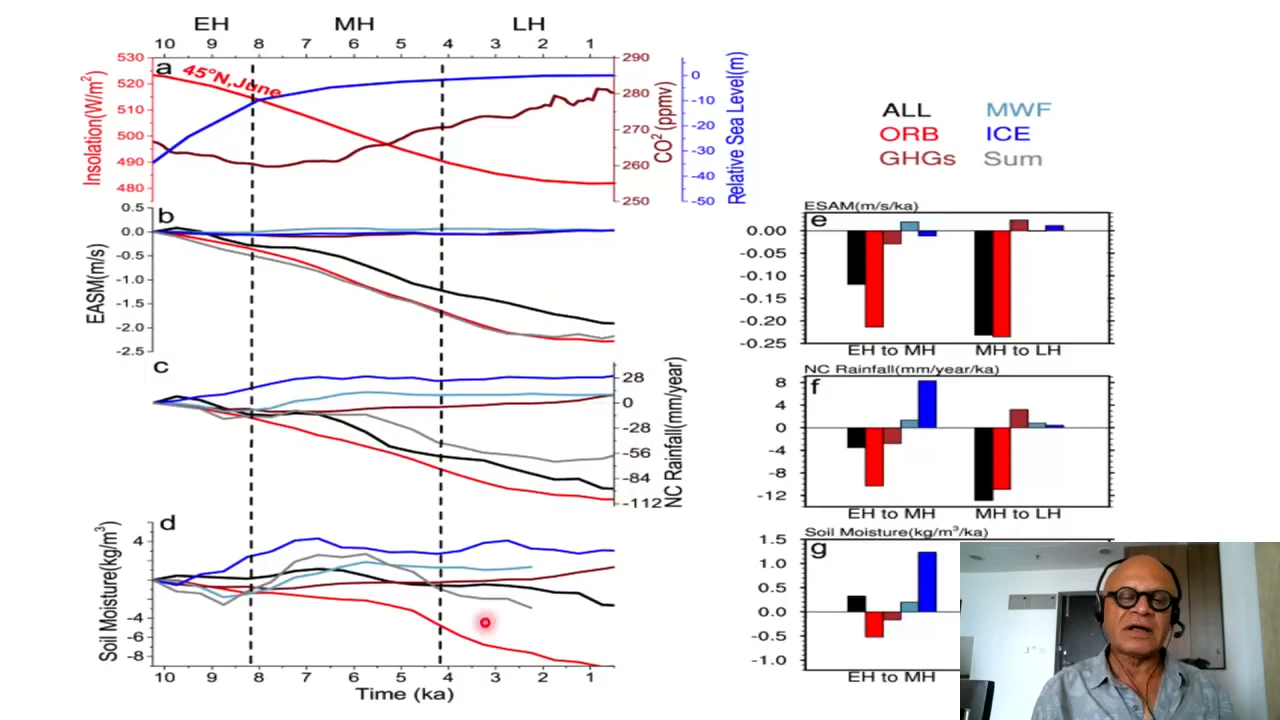 EH MH LH
10 9 8 7 6 5 4 3 2 1
a
45°N,June
530
520
510
500
490
480
Insolation(W/m²)
290
280
270
260
250
CO² (ppmv)
0
-10
-20
-30
-40
-50
Relative Sea Level(m)
b
0.5
0.0
-0.5
-1.0
-1.5
-2.0
-2.5
EASM(m/s)
c
28
0
-28
-56
-84
-112
NC Rainfall(mm/year)
d
4
-4
-6
-8
Soil Moisture(kg/m³)
10 9 8 7 6 5 4 3 2 1
Time (ka)
ALL MWF
ORB ICE
GHGs Sum
ESAM(m/s/ka)
e
0.00
-0.05
-0.10
-0.15
-0.20
-0.25
EH to MH MH to LH
NC Rainfall(mm/year/ka)
f
8
4
0
-4
-8
-12
EH to MH MH to LH
Soil Moisture(kg/m³/ka)
g
1.5
1.0
0.5
0.0
-0.5
-1.0
EH to MH